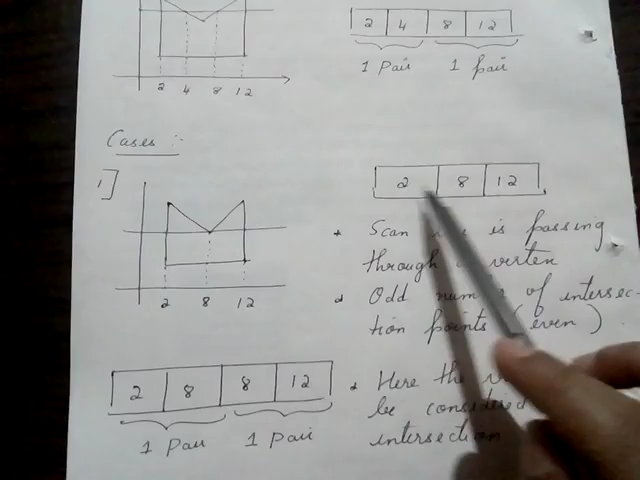 2 4 8 12
1 Pair 1 pair
2 4 8 12
Cases :-
1]
2 8 12
Scan is passing
through vertex
2 8 12
Odd number of intersec-
tion points (even)
2 8 8 12
1 Pair 1 Pair
Here the
be considered
intersection